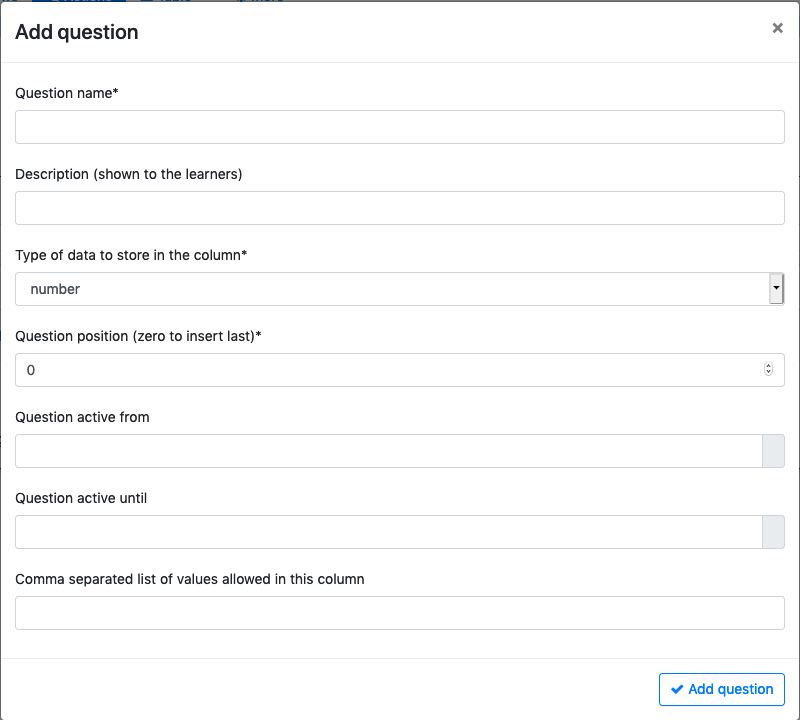 Add question
×
Question name*
Description (shown to the learners)
Type of data to store in the column*
number
Question position (zero to insert last)*
0
Question active from
Question active until
Comma separated list of values allowed in this column
Add question